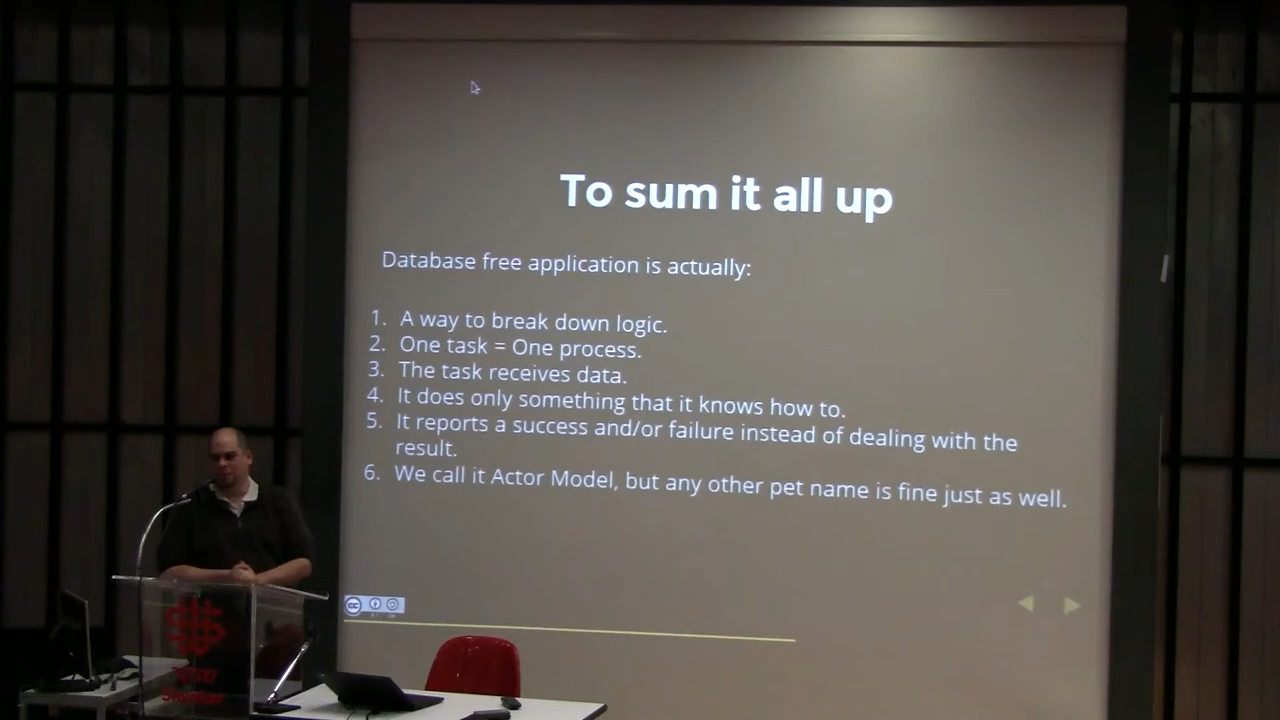 To sum it all up
Database free application is actually:
1. A way to break down logic.
2. One task = One process.
3. The task receives data.
4. It does only something that it knows how to.
5. It reports a success and/or failure instead of dealing with the
result.
6. We call it Actor Model, but any other pet name is fine just as well.
cc
שנקר
Shenkar